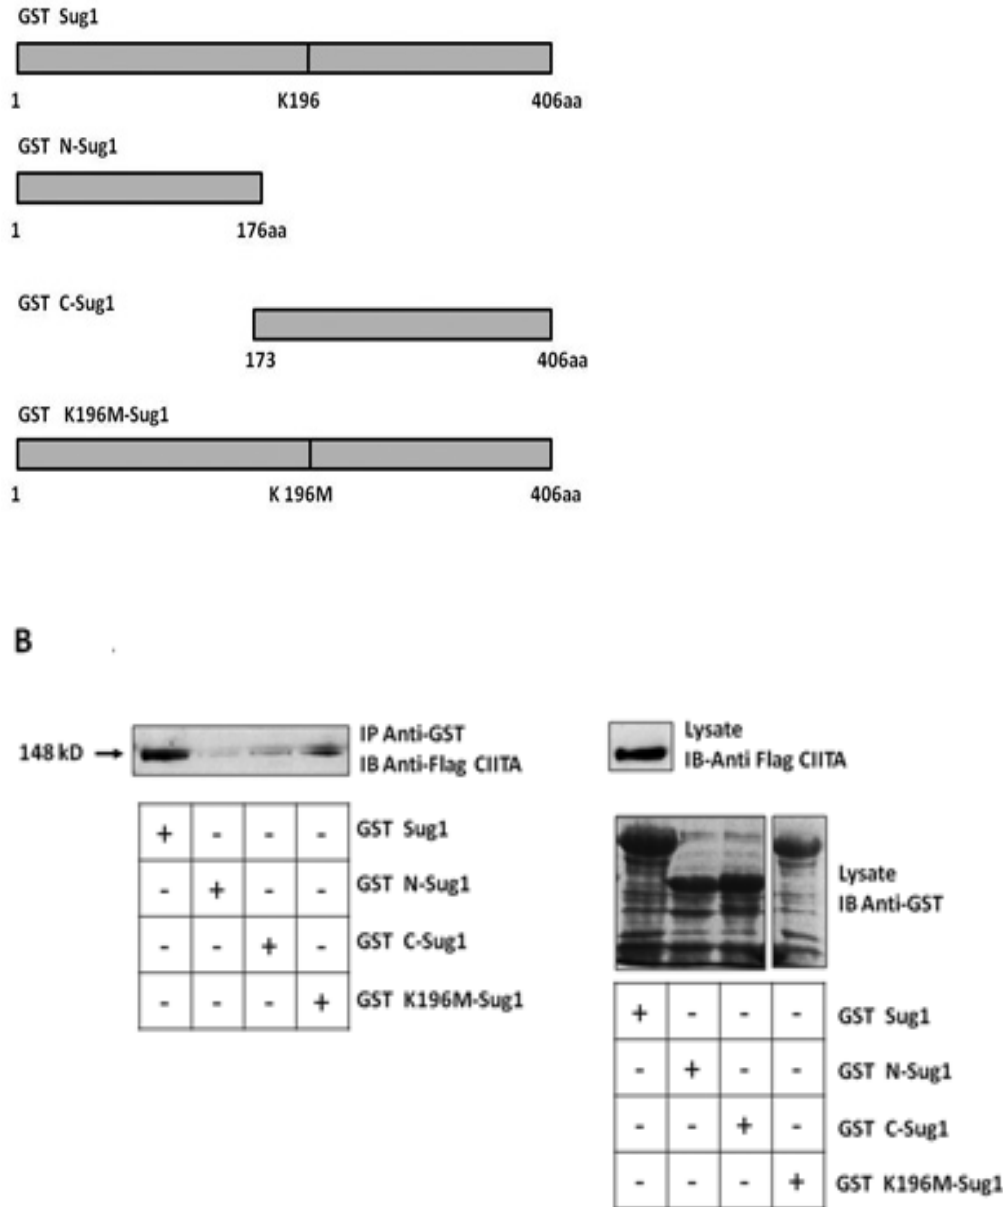 GST Sug1
1 K196 406aa
GST N-Sug1
1 176aa
GST C-Sug1
173 406aa
GST K196M-Sug1
1 K 196M 406aa
B
148 kD
IP Anti-GST
IB Anti-Flag CIITA
+ - - - GST Sug1
- + - - GST N-Sug1
- - + - GST C-Sug1
- - - + GST K196M-Sug1
Lysate
IB-Anti Flag CIITA
Lysate
IB Anti-GST
+ - - - GST Sug1
- + - - GST N-Sug1
- - + - GST C-Sug1
- - - + GST K196M-Sug1